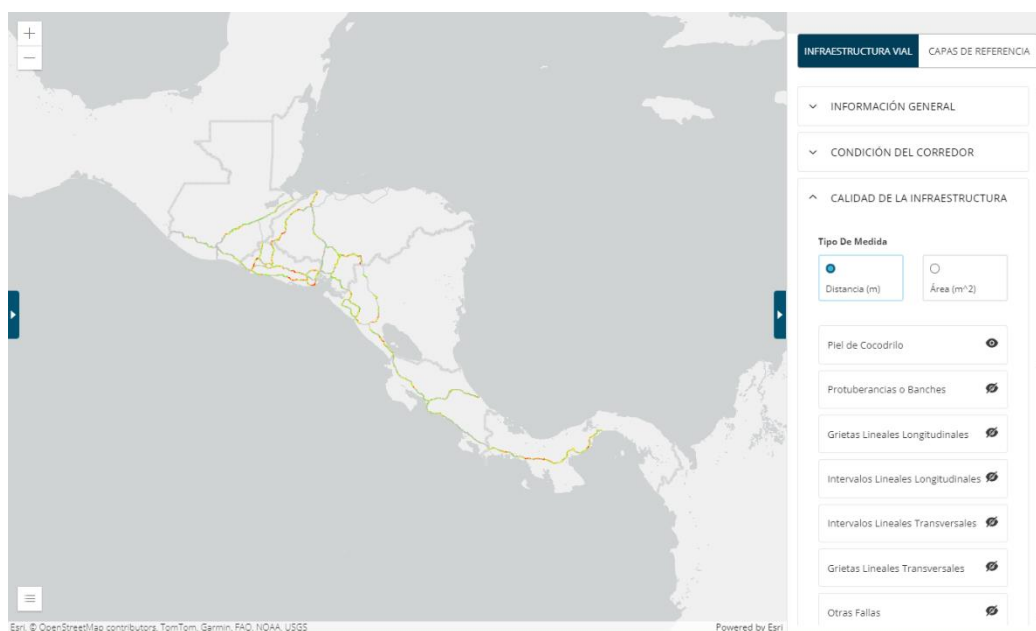 +
−
INFRAESTRUCTURA VIAL
CAPAS DE REFERENCIA
INFORMACIÓN GENERAL
CONDICIÓN DEL CORREDOR
CALIDAD DE LA INFRAESTRUCTURA
Tipo De Medida
Distancia (m)
Área (m^2)
Piel de Cocodrilo
Protuberancias o Banches
Grietas Lineales Longitudinales
Intervalos Lineales Longitudinales
Intervalos Lineales Transversales
Grietas Lineales Transversales
Otras Fallas
Esri, © OpenStreetMap contributors, TomTom, Garmin, FAO, NOAA, USGS
Powered by Esri